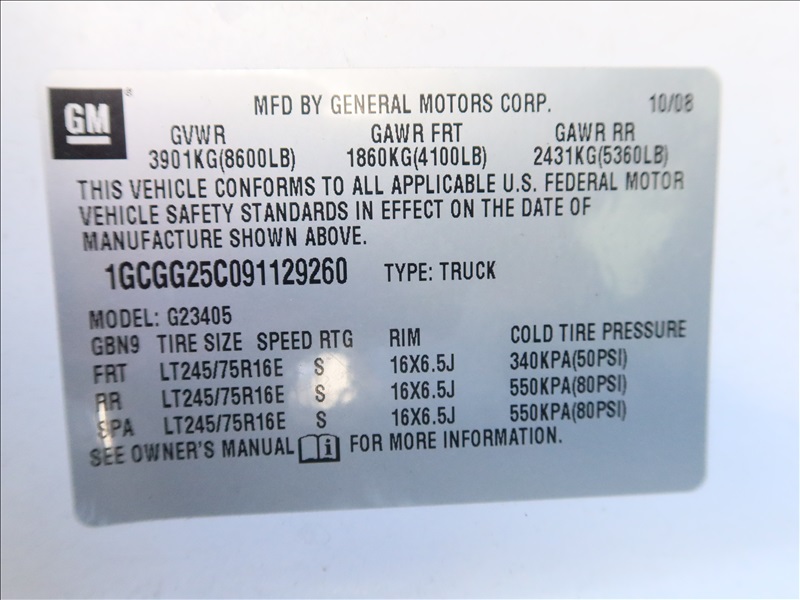 GM ®
MFD BY GENERAL MOTORS CORP. 10/08
GVWR GAWR FRT GAWR RR
3901KG(8600LB) 1860KG(4100LB) 2431KG(5360LB)
THIS VEHICLE CONFORMS TO ALL APPLICABLE U.S. FEDERAL MOTOR
VEHICLE SAFETY STANDARDS IN EFFECT ON THE DATE OF
MANUFACTURE SHOWN ABOVE.
1GCGG25C091129260 TYPE: TRUCK
MODEL: G23405
GBN9 TIRE SIZE SPEED RTG RIM COLD TIRE PRESSURE
FRT LT245/75R16E S 16X6.5J 340KPA(50PSI)
RR LT245/75R16E S 16X6.5J 550KPA(80PSI)
SPA LT245/75R16E S 16X6.5J 550KPA(80PSI)
SEE OWNER'S MANUAL i FOR MORE INFORMATION.